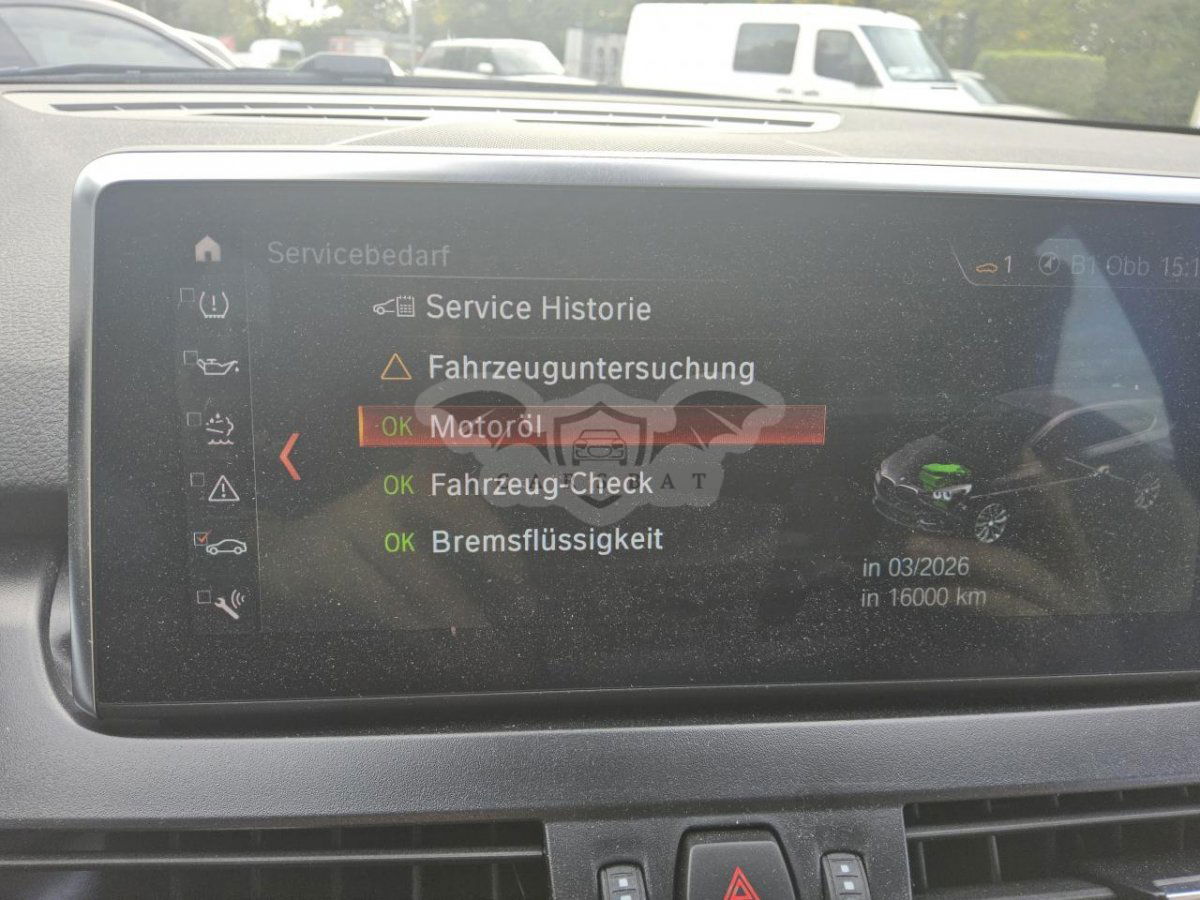 Servicebedarf
1 B1 Obb 15:1
Service Historie
Fahrzeuguntersuchung
OK Motoröl
OK Fahrzeug-Check
OK Bremsflüssigkeit
in 03/2026
in 16000 km